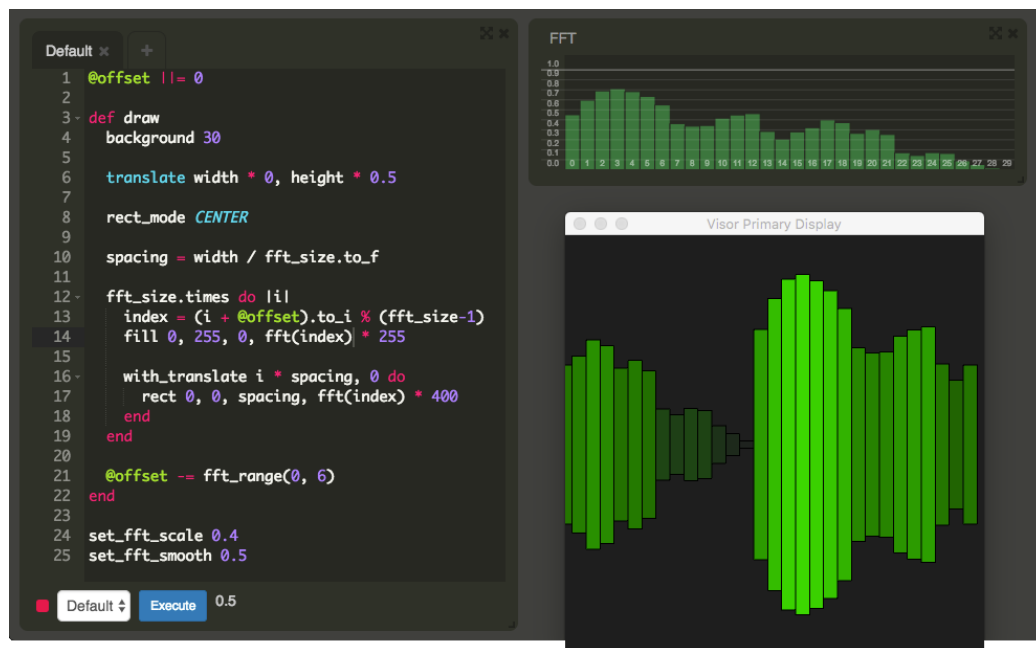 Default
+
1 @offset ||= 0
2
3 def draw
4   background 30
5
6   translate width * 0, height * 0.5
7
8   rect_mode CENTER
9
10   spacing = width / fft_size.to_f
11
12   fft_size.times do |i|
13     index = (i + @offset).to_i % (fft_size-1)
14     fill 0, 255, 0, fft(index) * 255
15
16     with_translate i * spacing, 0 do
17       rect 0, 0, spacing, fft(index) * 400
18     end
19   end
20
21   @offset -= fft_range(0, 6)
22 end
23
24 set_fft_scale 0.4
25 set_fft_smooth 0.5
Default
Execute
0.5
FFT
1.0
0.9
0.8
0.7
0.6
0.5
0.4
0.3
0.2
0.1
0.0
0 1 2 3 4 5 6 7 8 9 10 11 12 13 14 15 16 17 18 19 20 21 22 23 24 25 26 27 28 29
Visor Primary Display